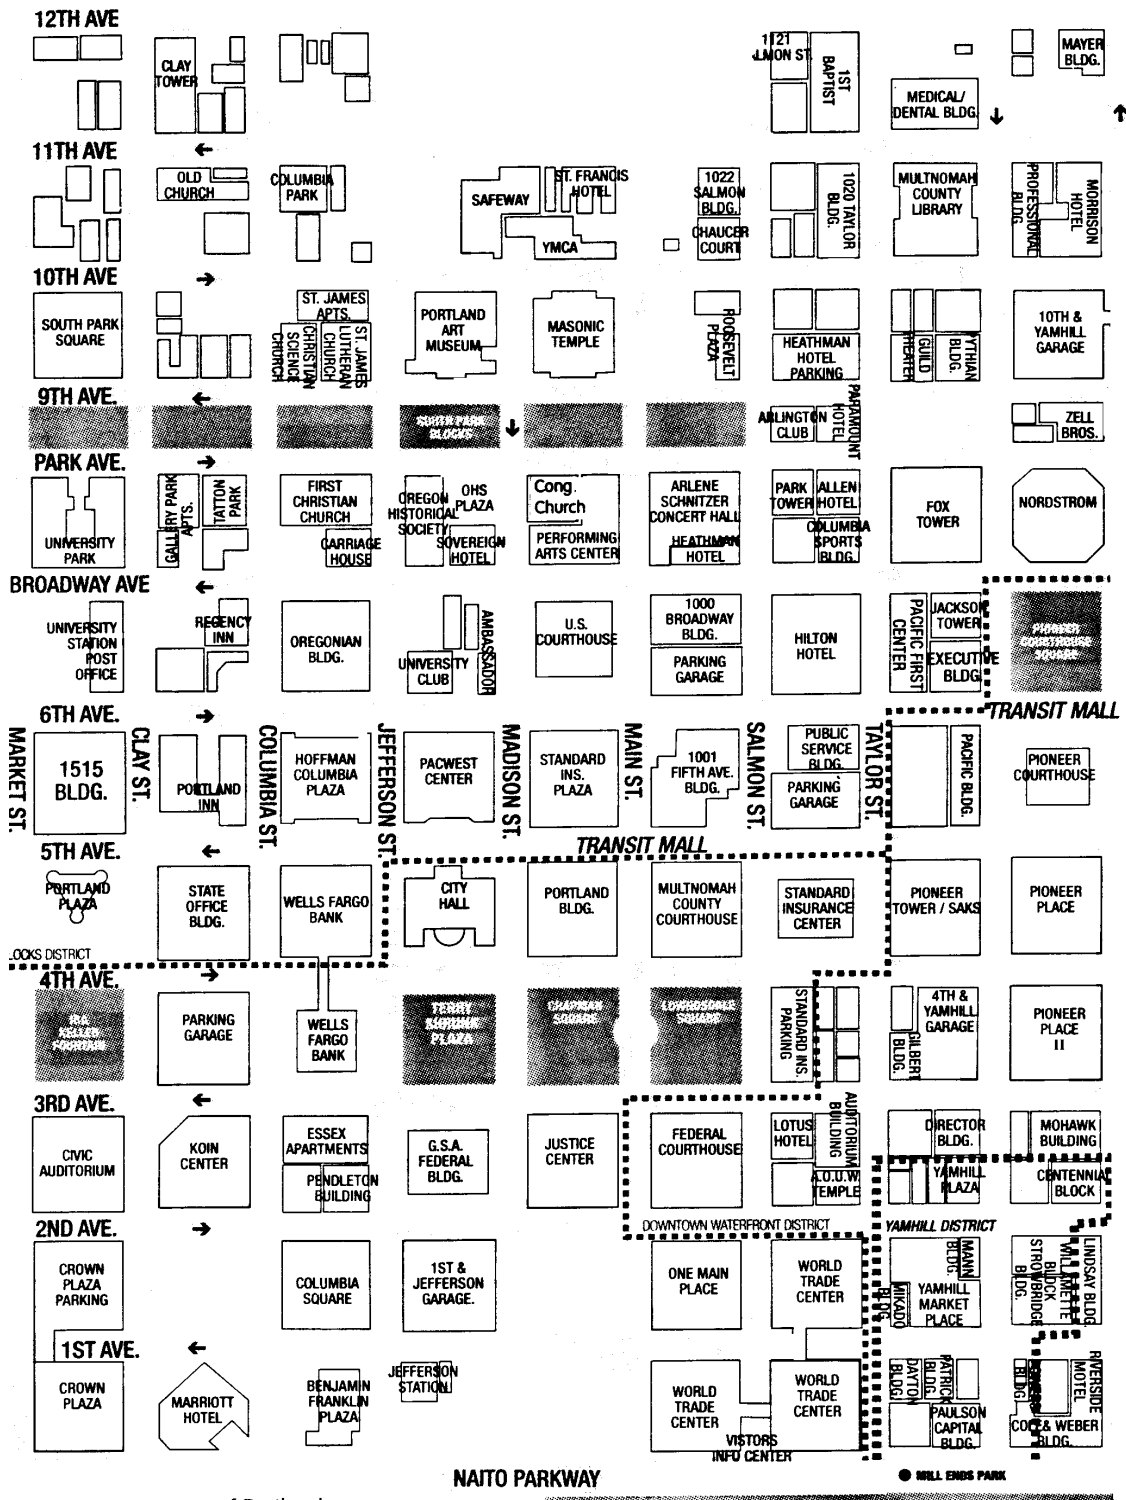 12TH AVE
CLAY
TOWER
1121
LMON ST.
1ST
BAPTIST
MEDICAL/
DENTAL BLDG.
MAYER
BLDG.
11TH AVE
OLD
CHURCH
COLUMBIA
PARK
SAFEWAY
ST. FRANCIS
HOTEL
YMCA
1022
SALMON
BLDG.
CHAUCER
COURT
1020 TAYLOR
BLDG.
MULTNOMAH
COUNTY
LIBRARY
PROFESSIONAL
BLDG.
MORRISON
HOTEL
10TH AVE
SOUTH PARK
SQUARE
ST. JAMES
APTS.
CHRISTIAN
SCIENCE
CHURCH
ST. JAMES
LUTHERAN
CHURCH
PORTLAND
ART
MUSEUM
MASONIC
TEMPLE
ROOSEVELT
PLAZA
HEATHMAN
HOTEL
PARKING
GUILD
THEATER
PYTHIAN
BLDG.
10TH &
YAMHILL
GARAGE
9TH AVE.
SOUTH PARK
BLOCKS
ARLINGTON
CLUB
PARAMOUNT
HOTEL
ZELL
BROS.
PARK AVE.
UNIVERSITY
PARK
GALLERY PARK
APTS.
TATTON
PARK
FIRST
CHRISTIAN
CHURCH
CARRIAGE
HOUSE
OREGON
HISTORICAL
SOCIETY
OHS
PLAZA
SOVEREIGN
HOTEL
Cong.
Church
PERFORMING
ARTS CENTER
ARLENE
SCHNITZER
CONCERT HALL
HEATHMAN
HOTEL
PARK
TOWER
ALLEN
HOTEL
COLUMBIA
SPORTS
BLDG.
FOX
TOWER
NORDSTROM
BROADWAY AVE
UNIVERSITY
STATION
POST
OFFICE
REGENCY
INN
OREGONIAN
BLDG.
UNIVERSITY
CLUB
AMBASSADOR
U.S.
COURTHOUSE
1000
BROADWAY
BLDG.
PARKING
GARAGE
HILTON
HOTEL
PACIFIC FIRST
CENTER
JACKSON
TOWER
EXECUTIVE
BLDG.
PIONEER
COURTHOUSE
SQUARE
6TH AVE.
TRANSIT MALL
MARKET ST.
1515
BLDG.
CLAY ST.
PORTLAND
INN
COLUMBIA ST.
HOFFMAN
COLUMBIA
PLAZA
JEFFERSON ST.
PACWEST
CENTER
MADISON ST.
STANDARD
INS.
PLAZA
MAIN ST.
1001
FIFTH AVE.
BLDG.
SALMON ST.
PUBLIC
SERVICE
BLDG.
PARKING
GARAGE
TAYLOR ST.
PACIFIC BLDG.
PIONEER
COURTHOUSE
TRANSIT MALL
5TH AVE.
PORTLAND
PLAZA
STATE
OFFICE
BLDG.
WELLS FARGO
BANK
CITY
HALL
PORTLAND
BLDG.
MULTNOMAH
COUNTY
COURTHOUSE
STANDARD
INSURANCE
CENTER
PIONEER
TOWER / SAKS
PIONEER
PLACE
LOCKS DISTRICT
4TH AVE.
IRA
KELLER
FOUNTAIN
PARKING
GARAGE
WELLS
FARGO
BANK
TERRY
SCHRUNK
PLAZA
CHAPMAN
SQUARE
LOWNSDALE
SQUARE
STANDARD INS.
PARKING
GILBERT
BLDG.
4TH &
YAMHILL
GARAGE
PIONEER
PLACE
II
3RD AVE.
CIVIC
AUDITORIUM
KOIN
CENTER
ESSEX
APARTMENTS
PENDLETON
BUILDING
G.S.A.
FEDERAL
BLDG.
JUSTICE
CENTER
FEDERAL
COURTHOUSE
LOTUS
HOTEL
AUDITORIUM
BUILDING
A.O.U.W.
TEMPLE
DIRECTOR
BLDG.
YAMHILL
PLAZA
MOHAWK
BUILDING
CENTENNIAL
BLOCK
2ND AVE.
DOWNTOWN WATERFRONT DISTRICT
YAMHILL DISTRICT
CROWN
PLAZA
PARKING
COLUMBIA
SQUARE
1ST &
JEFFERSON
GARAGE.
ONE MAIN
PLACE
WORLD
TRADE
CENTER
MANN
BLDG.
MIKADO
BLDG
YAMHILL
MARKET
PLACE
STROWBRIDGE
BLDG.
WILLAMETTE
BLOCK
LINDSAY BLDG.
1ST AVE.
CROWN
PLAZA
MARRIOTT
HOTEL
BENJAMIN
FRANKLIN
PLAZA
JEFFERSON
STATION
WORLD
TRADE
CENTER
WORLD
TRADE
CENTER
VISTORS
INFO CENTER
DAYTON
BLDG
PATRICK
BLDG.
PAULSON
CAPITAL
BLDG.
BLDG
RIVERSIDE
MOTEL
COLE & WEBER
BLDG.
NAITO PARKWAY
MILL ENDS PARK